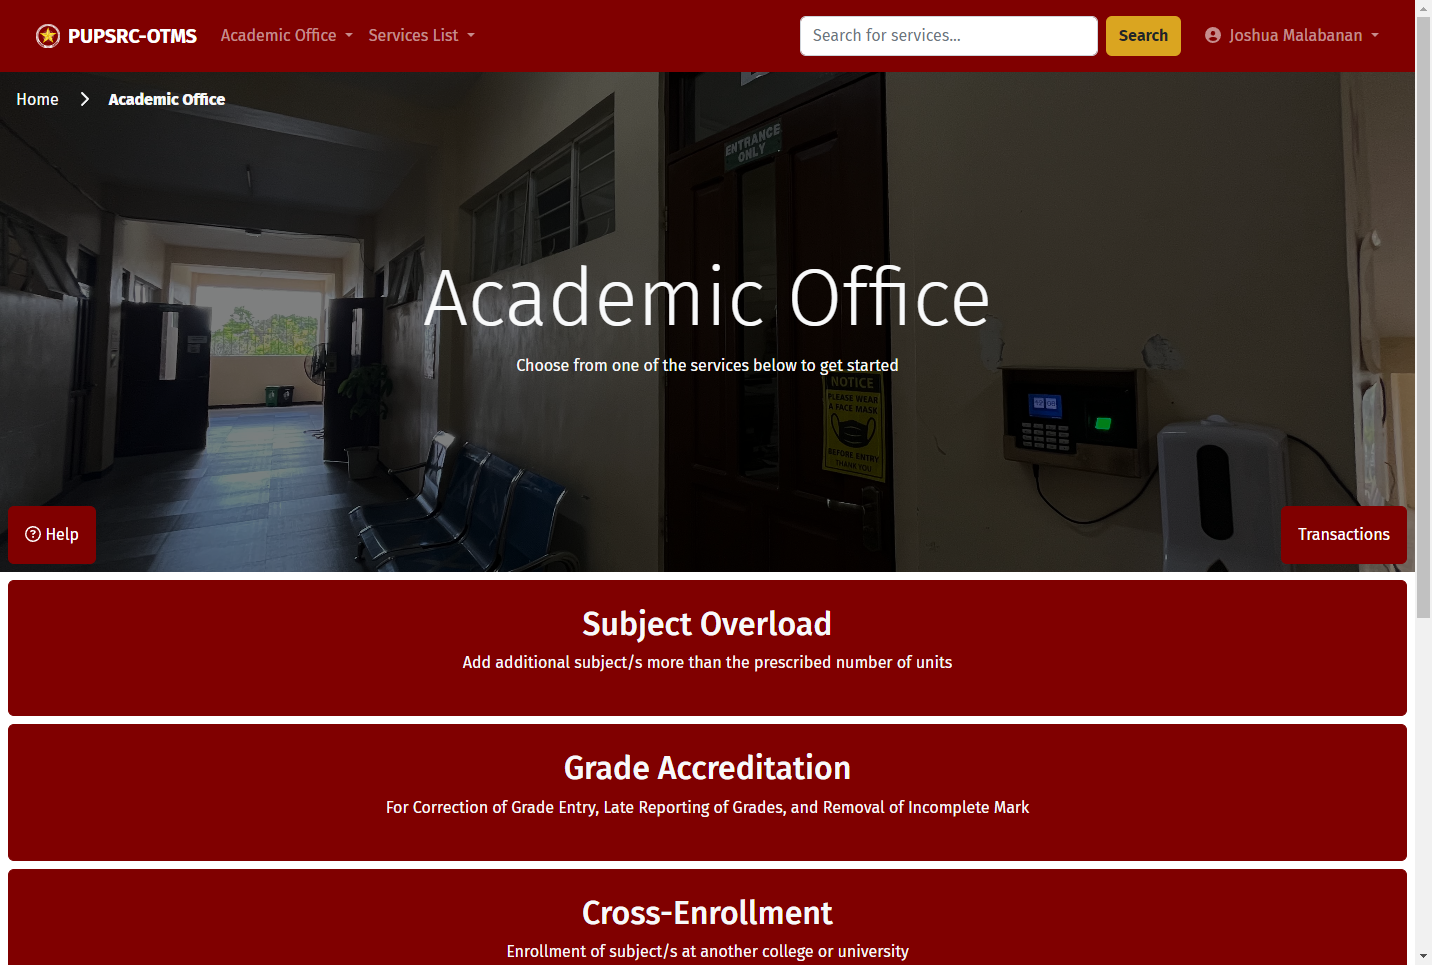 PUPSRC-OTMS Academic Office Services List Search for services... Search Joshua Malabanan
Home Academic Office
ENTRANCE
ONLY
Academic Office
Choose from one of the services below to get started
NOTICE
PLEASE WEAR
A FACE MASK
BEFORE ENTRY
THANK YOU
Help Transactions
Subject Overload
Add additional subject/s more than the prescribed number of units
Grade Accreditation
For Correction of Grade Entry, Late Reporting of Grades, and Removal of Incomplete Mark
Cross-Enrollment
Enrollment of subject/s at another college or university